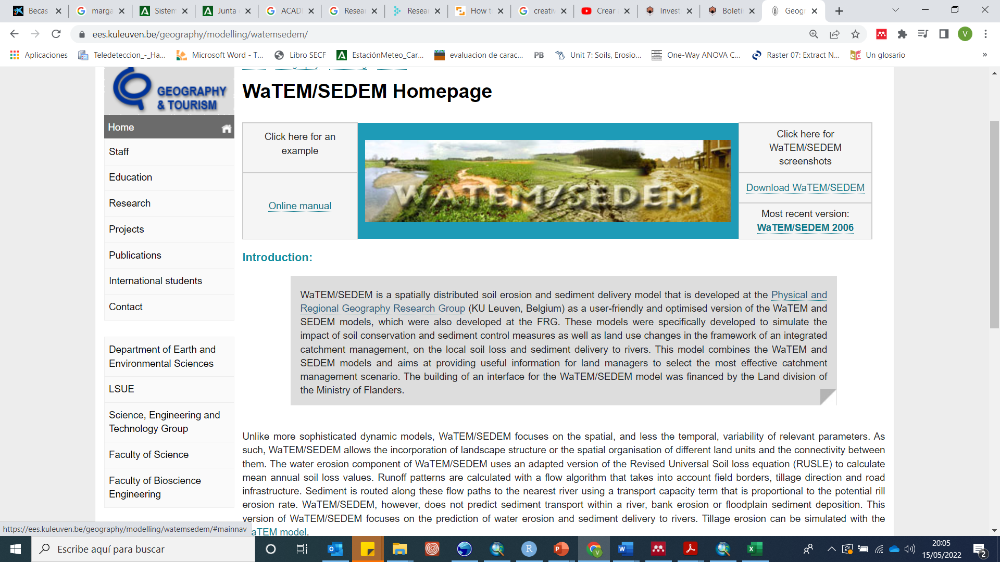 Becas
marga
Sistem
Junta
ACAD
Resea
Resea
How t
creativ
Crear
Invest
Boletí
Geogr
ees.kuleuven.be/geography/modelling/watemsedem/
V
Aplicaciones
Teledeteccion_-_Ha...
Microsoft Word - T...
Libro SECF
EstaciónMeteo_Car...
evaluacion de carac...
PB
Unit 7: Soils, Erosio...
One-Way ANOVA C...
Raster 07: Extract N...
Un glosario
»
GEOGRAPHY
& TOURISM
Home
Staff
Education
Research
Projects
Publications
International students
Contact
Department of Earth and
Environmental Sciences
LSUE
Science, Engineering and
Technology Group
Faculty of Science
Faculty of Bioscience
Engineering
WaTEM/SEDEM Homepage
Click here for an
example
Online manual
WATEM/SEDEM
Click here for
WaTEM/SEDEM
screenshots
Download WaTEM/SEDEM
Most recent version:
WaTEM/SEDEM 2006
Introduction:
WaTEM/SEDEM is a spatially distributed soil erosion and sediment delivery model that is developed at the Physical and
Regional Geography Research Group (KU Leuven, Belgium) as a user-friendly and optimised version of the WaTEM and
SEDEM models, which were also developed at the FRG. These models were specifically developed to simulate the
impact of soil conservation and sediment control measures as well as land use changes in the framework of an integrated
catchment management, on the local soil loss and sediment delivery to rivers. This model combines the WaTEM and
SEDEM models and aims at providing useful information for land managers to select the most effective catchment
management scenario. The building of an interface for the WaTEM/SEDEM model was financed by the Land division of
the Ministry of Flanders.
Unlike more sophisticated dynamic models, WaTEM/SEDEM focuses on the spatial, and less the temporal, variability of relevant parameters. As
such, WaTEM/SEDEM allows the incorporation of landscape structure or the spatial organisation of different land units and the connectivity between
them. The water erosion component of WaTEM/SEDEM uses an adapted version of the Revised Universal Soil loss equation (RUSLE) to calculate
mean annual soil loss values. Runoff patterns are calculated with a flow algorithm that takes into account field borders, tillage direction and road
infrastructure. Sediment is routed along these flow paths to the nearest river using a transport capacity term that is proportional to the potential rill
erosion rate. WaTEM/SEDEM, however, does not predict sediment transport within a river, bank erosion or floodplain sediment deposition. This
version of WaTEM/SEDEM focuses on the prediction of water erosion and sediment delivery to rivers. Tillage erosion can be simulated with the
aTEM model.
https://ees.kuleuven.be/geography/modelling/watemsedem/#mainnav
Escribe aquí para buscar
20:05
15/05/2022
2